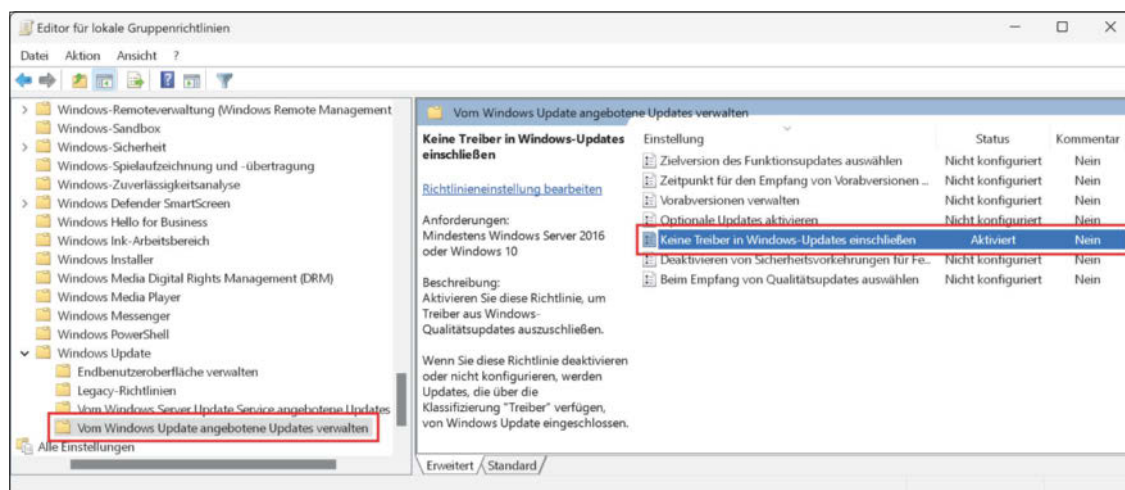 Editor für lokale Gruppenrichtlinien
Datei Aktion Ansicht ?
Windows-Remoteverwaltung (Windows Remote Management
Windows-Sandbox
Windows-Sicherheit
Windows-Spielaufzeichnung und -übertragung
Windows-Zuverlässigkeitsanalyse
Windows Defender SmartScreen
Windows Hello for Business
Windows Ink-Arbeitsbereich
Windows Installer
Windows Media Digital Rights Management (DRM)
Windows Media Player
Windows Messenger
Windows PowerShell
Windows Update
Endbenutzeroberfläche verwalten
Legacy-Richtlinien
Vom Windows Server Update Service angebotene Updates
Vom Windows Update angebotene Updates verwalten
Alle Einstellungen
Vom Windows Update angebotene Updates verwalten
Keine Treiber in Windows-Updates
einschließen
Richtlinieneinstellung bearbeiten
Anforderungen:
Mindestens Windows Server 2016
oder Windows 10
Beschreibung:
Aktivieren Sie diese Richtlinie, um
Treiber aus Windows-
Qualitätsupdates auszuschließen.
Wenn Sie diese Richtlinie deaktivieren
oder nicht konfigurieren, werden
Updates, die über die
Klassifizierung "Treiber" verfügen,
von Windows Update eingeschlossen.
Einstellung Status Kommentar
Zielversion des Funktionsupdates auswählen Nicht konfiguriert Nein
Zeitpunkt für den Empfang von Vorabversionen ... Nicht konfiguriert Nein
Vorabversionen verwalten Nicht konfiguriert Nein
Optionale Updates aktivieren Nicht konfiguriert Nein
Keine Treiber in Windows-Updates einschließen Aktiviert Nein
Deaktivieren von Sicherheitsvorkehrungen für Fe... Nicht konfiguriert Nein
Beim Empfang von Qualitätsupdates auswählen Nicht konfiguriert Nein
Erweitert Standard